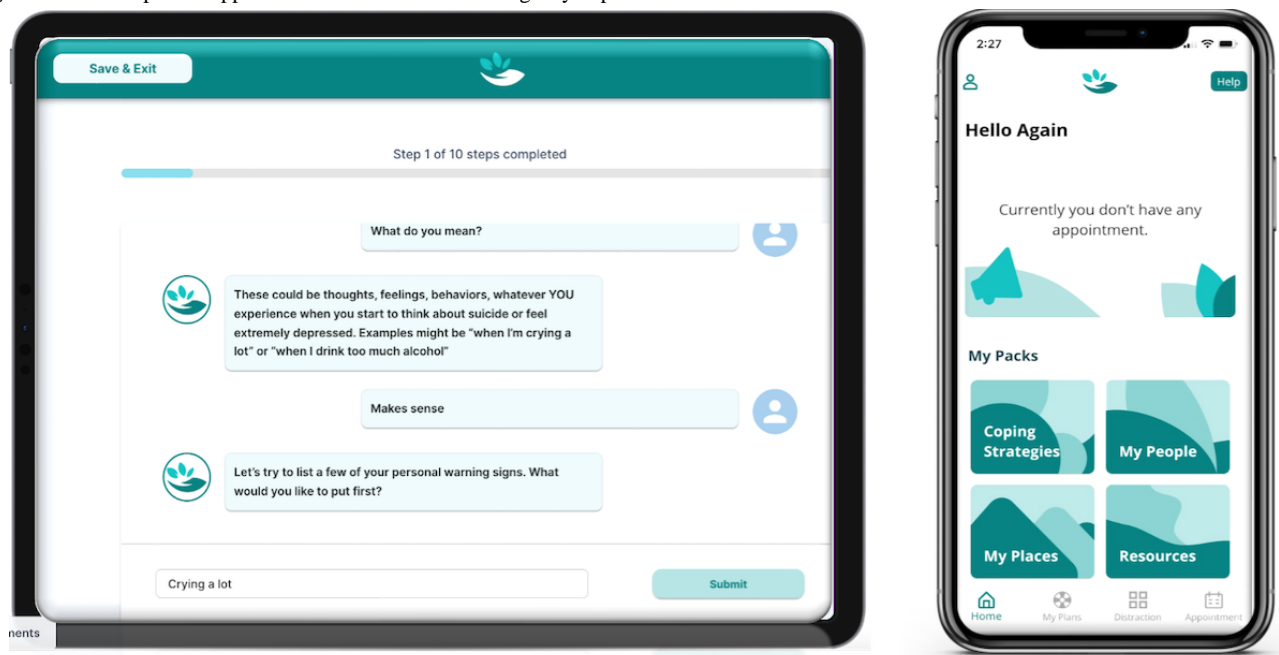 Save & Exit
Step 1 of 10 steps completed
What do you mean?
These could be thoughts, feelings, behaviors, whatever YOU
experience when you start to think about suicide or feel
extremely depressed. Examples might be “when I'm crying a
lot” or “when I drink too much alcohol”
Makes sense
Let's try to list a few of your personal warning signs. What
would you like to put first?
Crying a lot
Submit
nents
2:27
Help
Hello Again
Currently you don't have any
appointment.
My Packs
Coping
Strategies
My People
My Places
Resources
Home
My Plans
Distraction
Appointment